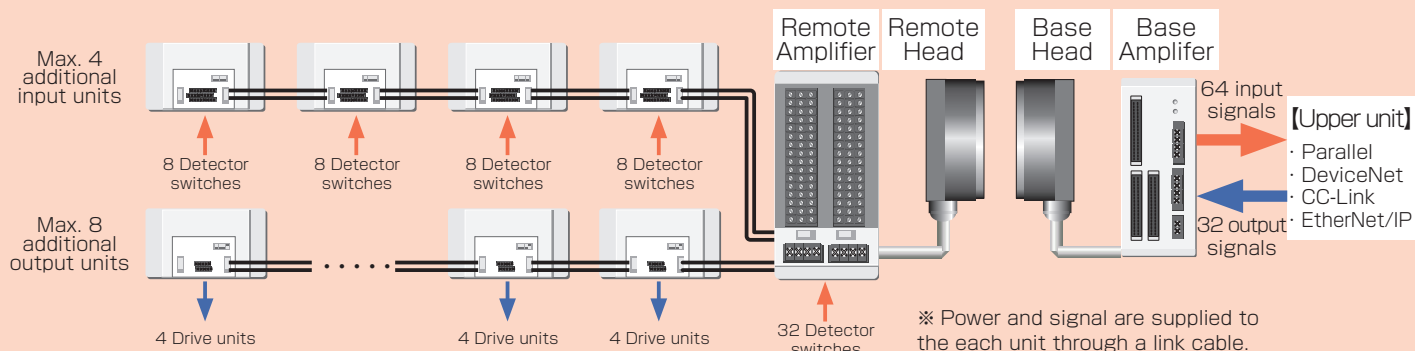 Remote
Amplifier
Remote
Head
Base
Head
Base
Amplifer
Max. 4
additional
input units
8 Detector
switches
8 Detector
switches
8 Detector
switches
8 Detector
switches
64 input
signals
【Upper unit】
· Parallel
· DeviceNet
· CC-Link
· EtherNet/IP
32 output
signals
Max. 8
additional
output units
4 Drive units
4 Drive units
4 Drive units
32 Detector
switches
※ Power and signal are supplied to
the each unit through a link cable.